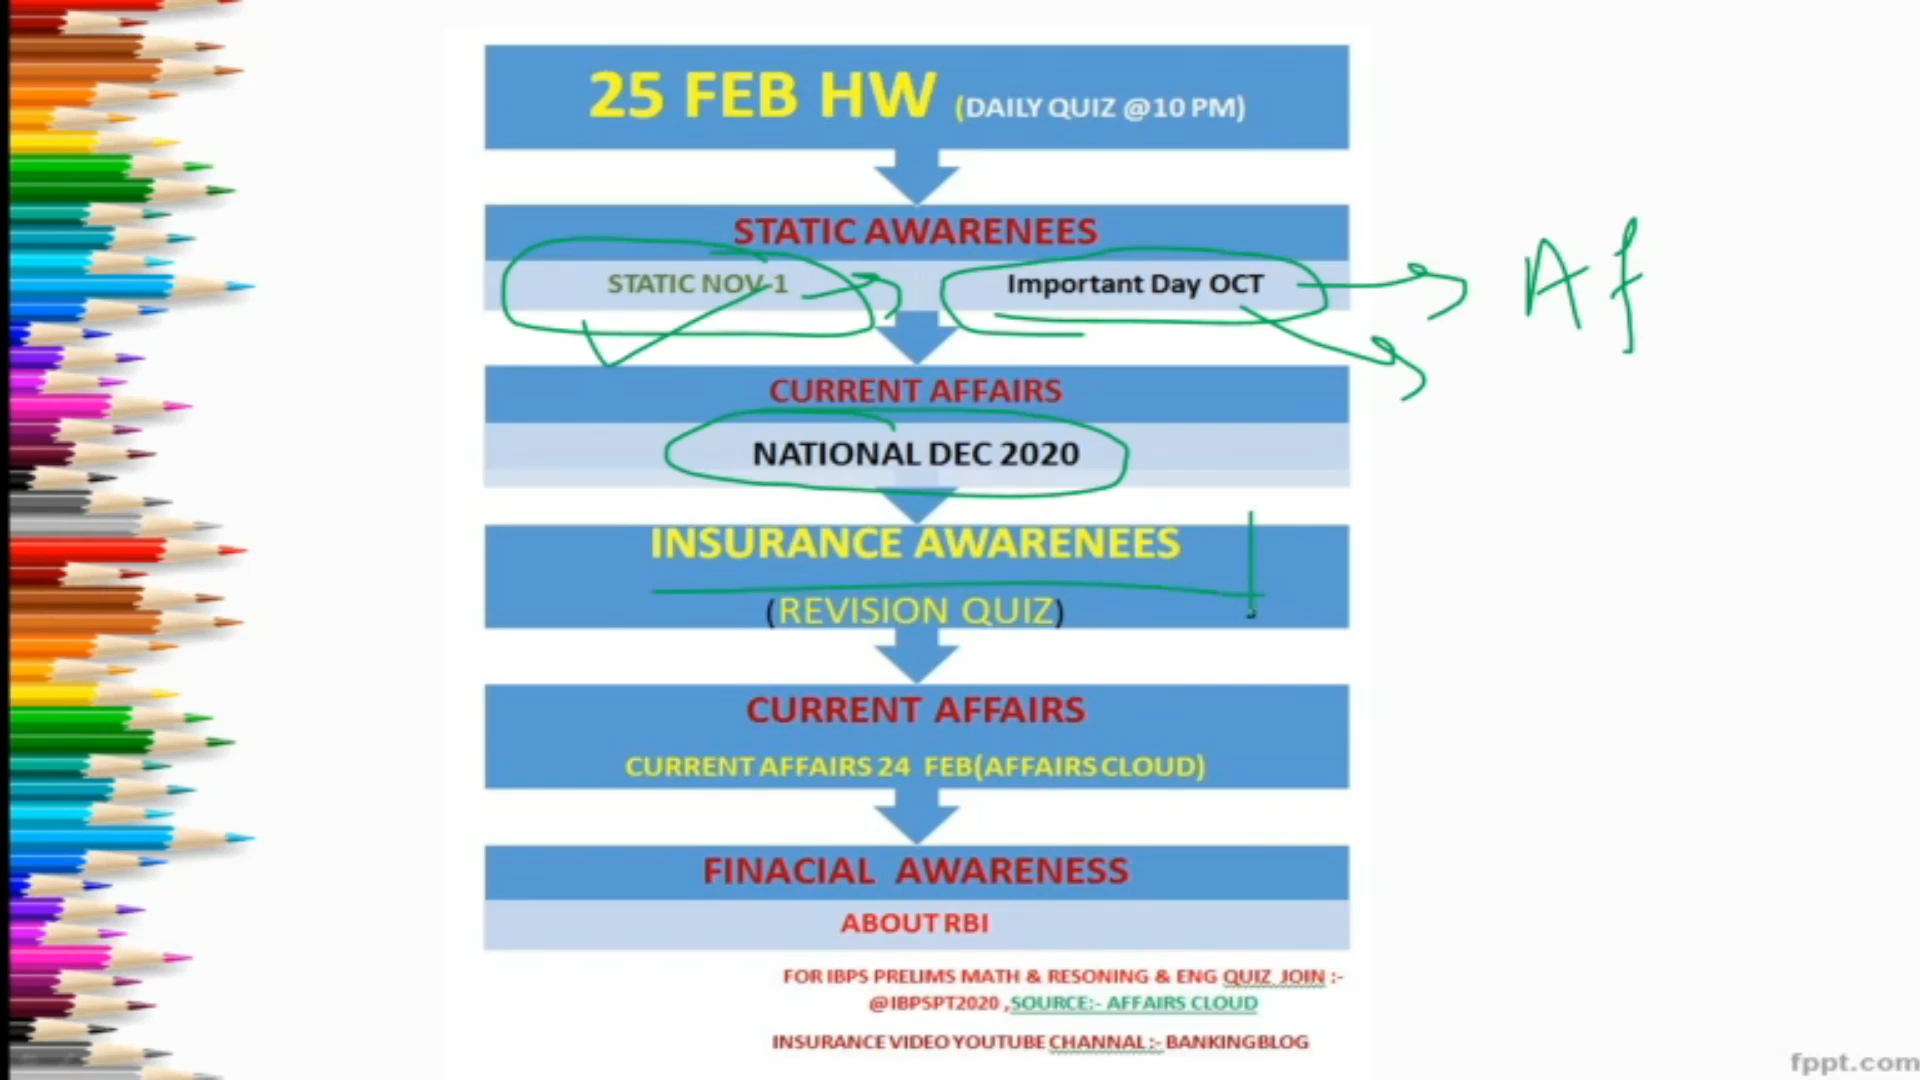 25 FEB HW (DAILY QUIZ @10 PM)
STATIC AWARENEES
STATIC NOV-1 Important Day OCT
Af
CURRENT AFFAIRS
NATIONAL DEC 2020
INSURANCE AWARENEES
(REVISION QUIZ)
CURRENT AFFAIRS
CURRENT AFFAIRS 24 FEB(AFFAIRS CLOUD)
FINACIAL AWARENESS
ABOUT RBI
FOR IBPS PRELIMS MATH & RESONING & ENG QUIZ JOIN :-
@IBPSPT2020 ,SOURCE:- AFFAIRS CLOUD
INSURANCE VIDEO YOUTUBE CHANNAL :- BANKINGBLOG
fppt.com